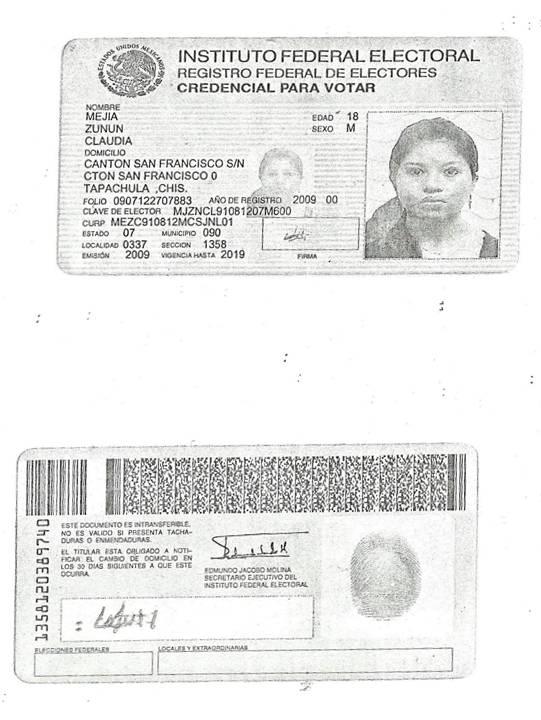 ESTADOS UNIDOS MEXICANOS
INSTITUTO FEDERAL ELECTORAL
REGISTRO FEDERAL DE ELECTORES
CREDENCIAL PARA VOTAR
NOMBRE
MEJIA
ZUNUN
CLAUDIA
EDAD 18
SEXO M
DOMICILIO
CANTON SAN FRANCISCO S/N
CTON SAN FRANCISCO 0
TAPACHULA ,CHIS.
FOLIO 0907122707883 AÑO DE REGISTRO 2009 00
CLAVE DE ELECTOR MJZNCL91081207M600
CURP MEZC910812MCSJNL01
ESTADO 07 MUNICIPIO 090
LOCALIDAD 0337 SECCION 1358
EMISIÓN 2009 VIGENCIA HASTA 2019
FIRMA
ESTE DOCUMENTO ES INTRANSFERIBLE,
NO ES VALIDO SI PRESENTA TACHA-
DURAS O ENMENDADURAS.
EL TITULAR ESTA OBLIGADO A NOTI-
FICAR EL CAMBIO DE DOMICILIO EN
LOS 30 DIAS SIGUIENTES A QUE ESTE
OCURRA.
EDMUNDO JACOBO MOLINA
SECRETARIO EJECUTIVO DEL
INSTITUTO FEDERAL ELECTORAL
1358120389740
ELECCIONES FEDERALES
LOCALES Y EXTRAORDINARIAS